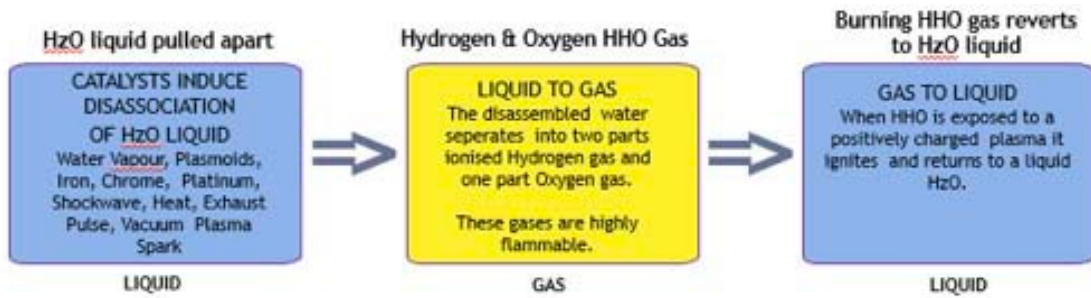 HzO liquid pulled apart
CATALYSTS INDUCE
DISASSOCIATION
OF HzO LIQUID
Water Vapour, Plasmoids,
Iron, Chrome, Platinum,
Shockwave, Heat, Exhaust
Pulse, Vacuum Plasma
Spark
LIQUID
Hydrogen & Oxygen HHO Gas
LIQUID TO GAS
The disassembled water
seperates into two parts
ionised Hydrogen gas and
one part Oxygen gas.
These gases are highly
flammable.
GAS
Burning HHO gas reverts
to HzO liquid
GAS TO LIQUID
When HHO is exposed to a
positively charged plasma it
ignites and returns to a liquid
HzO.
LIQUID